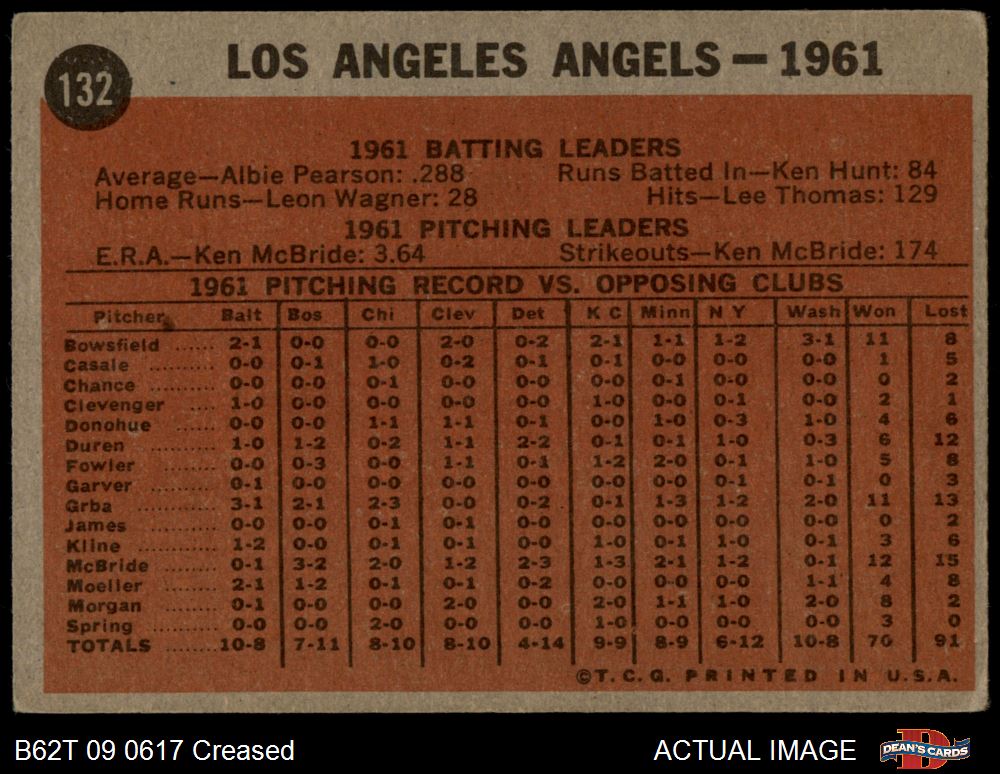 132
LOS ANGELES ANGELS — 1961
1961 BATTING LEADERS
Average—Albie Pearson: .288 Runs Batted In—Ken Hunt: 84
Home Runs—Leon Wagner: 28 Hits—Lee Thomas: 129
1961 PITCHING LEADERS
E.R.A.—Ken McBride: 3.64 Strikeouts—Ken McBride: 174
1961 PITCHING RECORD VS. OPPOSING CLUBS
Pitcher Balt Bos Chi Clev Det K C Minn N Y Wash Won Lost
Bowsfield ...... 2-1 0-0 0-0 2-0 0-2 2-1 1-1 1-2 3-1 11 8
Casale .......... 0-0 0-1 1-0 0-2 0-1 0-1 0-0 0-0 0-0 1 5
Chance .......... 0-0 0-0 0-1 0-0 0-0 0-0 0-1 0-0 0-0 0 2
Clevenger .... 1-0 0-0 0-0 0-0 0-0 1-0 0-0 0-1 0-0 2 1
Donohue ...... 0-0 0-0 1-1 1-1 0-1 0-0 1-0 0-3 1-0 4 6
Duren .......... 1-0 1-2 0-2 1-1 2-2 0-1 0-1 1-0 0-3 6 12
Fowler .......... 0-0 0-3 0-0 1-1 0-1 1-2 2-0 0-1 1-0 5 8
Garver .......... 0-1 0-0 0-0 0-0 0-0 0-0 0-0 0-1 0-1 0 3
Grba .............. 3-1 2-1 2-3 0-0 0-2 0-1 1-3 1-2 2-0 11 13
James .......... 0-0 0-0 0-1 0-1 0-0 0-0 0-0 0-0 0-0 0 2
Kline ............ 1-2 0-0 0-1 0-1 0-0 1-0 0-1 1-0 0-1 3 6
McBride ........ 0-1 3-2 2-0 1-2 2-3 1-3 2-1 1-2 0-1 12 15
Moeller ........ 2-1 1-2 0-1 0-1 0-2 0-0 0-0 0-0 1-1 4 8
Morgan ........ 0-1 0-0 0-0 2-0 0-0 2-0 1-1 1-0 2-0 8 2
Spring .......... 0-0 0-0 2-0 0-0 0-0 1-0 0-0 0-0 0-0 3 0
TOTALS ........ 10-8 7-11 8-10 8-10 4-14 9-9 8-9 6-12 10-8 70 91
©T.C.G. PRINTED IN U.S.A.
B62T 09 0617 Creased ACTUAL IMAGE DEAN'S CARDS